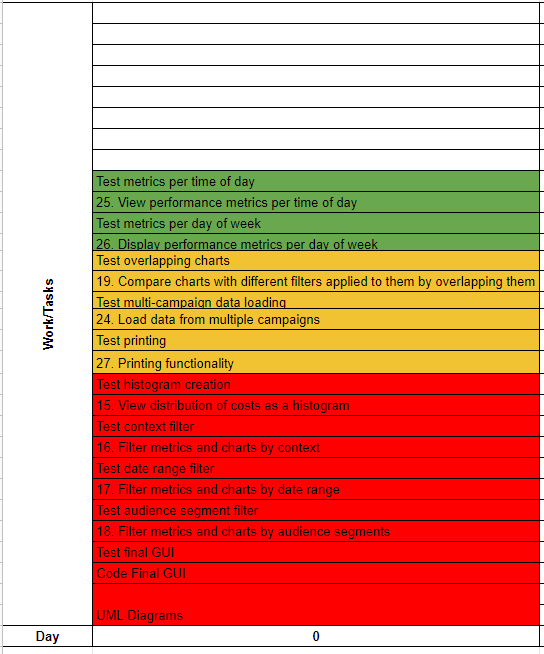 Test metrics per time of day
25. View performance metrics per time of day
Test metrics per day of week
26. Display performance metrics per day of week
Test overlapping charts
19. Compare charts with different filters applied to them by overlapping them
Test multi-campaign data loading
24. Load data from multiple campaigns
Test printing
27. Printing functionality
Test histogram creation
15. View distribution of costs as a histogram
Test context filter
16. Filter metrics and charts by context
Test date range filter
17. Filter metrics and charts by date range
Test audience segment filter
18. Filter metrics and charts by audience segments
Test final GUI
Code Final GUI
UML Diagrams
Work/Tasks
Day
0